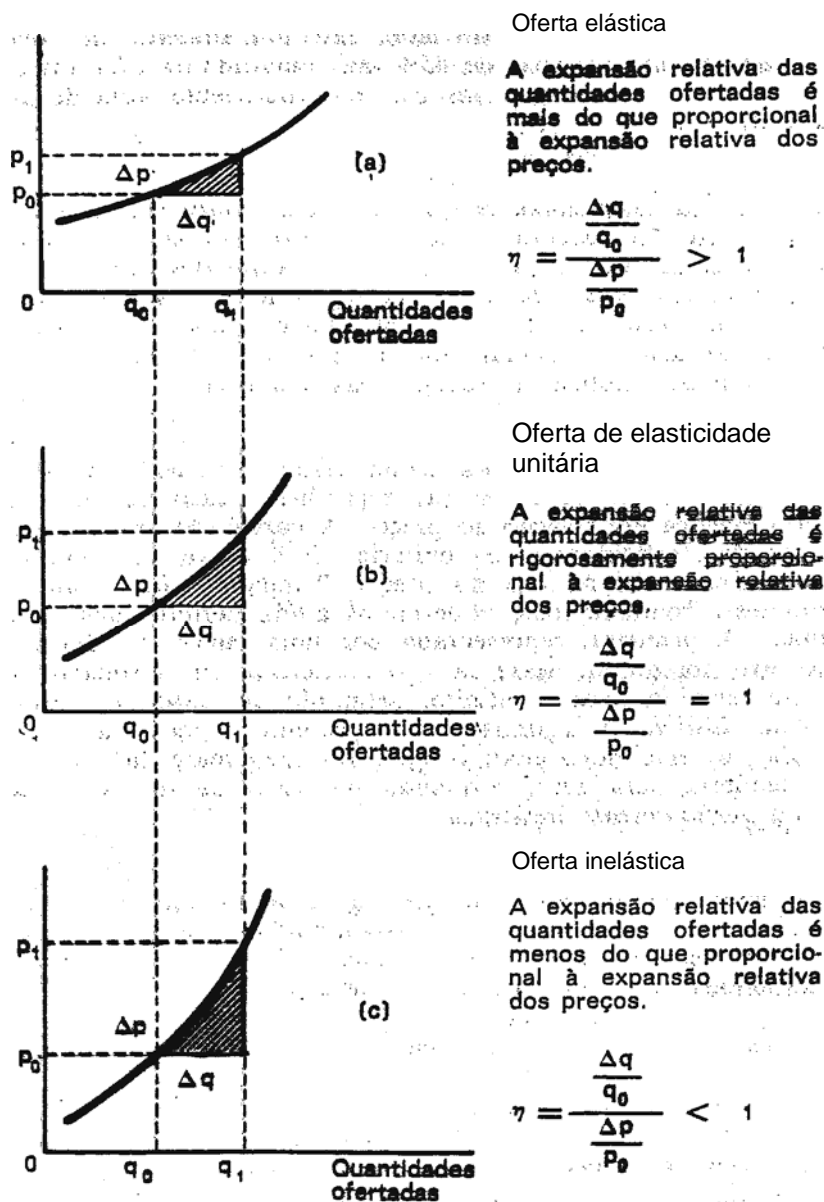 Oferta elástica
A expansão relativa das
quantidades ofertadas é
mais do que proporcional
à expansão relativa dos
preços.
p1
Δp
(a)
p0
Δq
η = (Δq/q0)/(Δp/p0) > 1
0
q0
q1
Quantidades
ofertadas
Oferta de elasticidade
unitária
A expansão relativa das
quantidades ofertadas é
rigorosamente proporcio-
nal à expansão relativa
dos preços.
p1
Δp
(b)
p0
Δq
η = (Δq/q0)/(Δp/p0) = 1
0
q0
q1
Quantidades
ofertadas
Oferta inelástica
A expansão relativa das
quantidades ofertadas é
menos do que proporcio-
nal à expansão relativa
dos preços.
p1
Δp
(c)
p0
Δq
η = (Δq/q0)/(Δp/p0) < 1
0
q0
q1
Quantidades
ofertadas